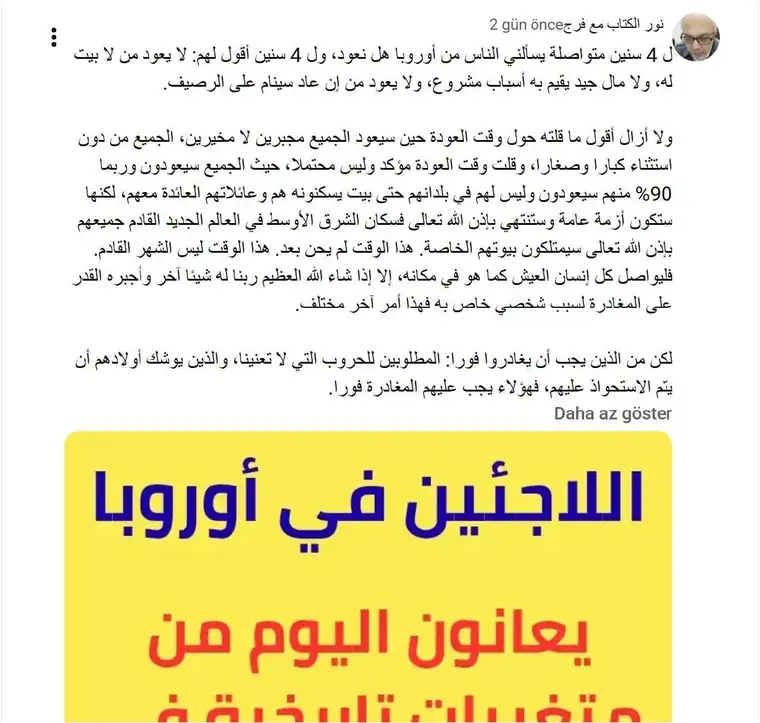 نور الكتاب مع فرج 2 gün önce
ل 4 سنين متواصلة يسألني الناس من أوروبا هل نعود، ول 4 سنين أقول لهم: لا يعود من لا بيت
له، ولا مال جيد يقيم به أسباب مشروع، ولا يعود من إن عاد سينام على الرصيف.
ولا أزال أقول ما قلته حول وقت العودة حين سيعود الجميع مجبرين لا مخيرين، الجميع من دون
استثناء كبارا وصغارا، وقلت وقت العودة مؤكد وليس محتملا، حيث الجميع سيعودون وربما
90% منهم سيعودون وليس لهم في بلدانهم حتى بيت يسكنونه هم وعائلاتهم العائدة معهم، لكنها
ستكون أزمة عامة وستنتهي بإذن الله تعالى فسكان الشرق الأوسط في العالم الجديد القادم جميعهم
بإذن الله تعالى سيمتلكون بيوتهم الخاصة. هذا الوقت لم يحن بعد. هذا الوقت ليس الشهر القادم.
فليواصل كل إنسان العيش كما هو في مكانه، إلا إذا شاء الله العظيم ربنا له شيئا آخر وأجبره القدر
على المغادرة لسبب شخصي خاص به فهذا أمر آخر مختلف.
لكن من الذين يجب أن يغادروا فورا: المطلوبين للحروب التي لا تعنينا، والذين يوشك أولادهم أن
يتم الاستحواذ عليهم، فهؤلاء يجب عليهم المغادرة فورا.
Daha az göster
اللاجئين في أوروبا
يعانون اليوم من
متغيرات تاريخية في